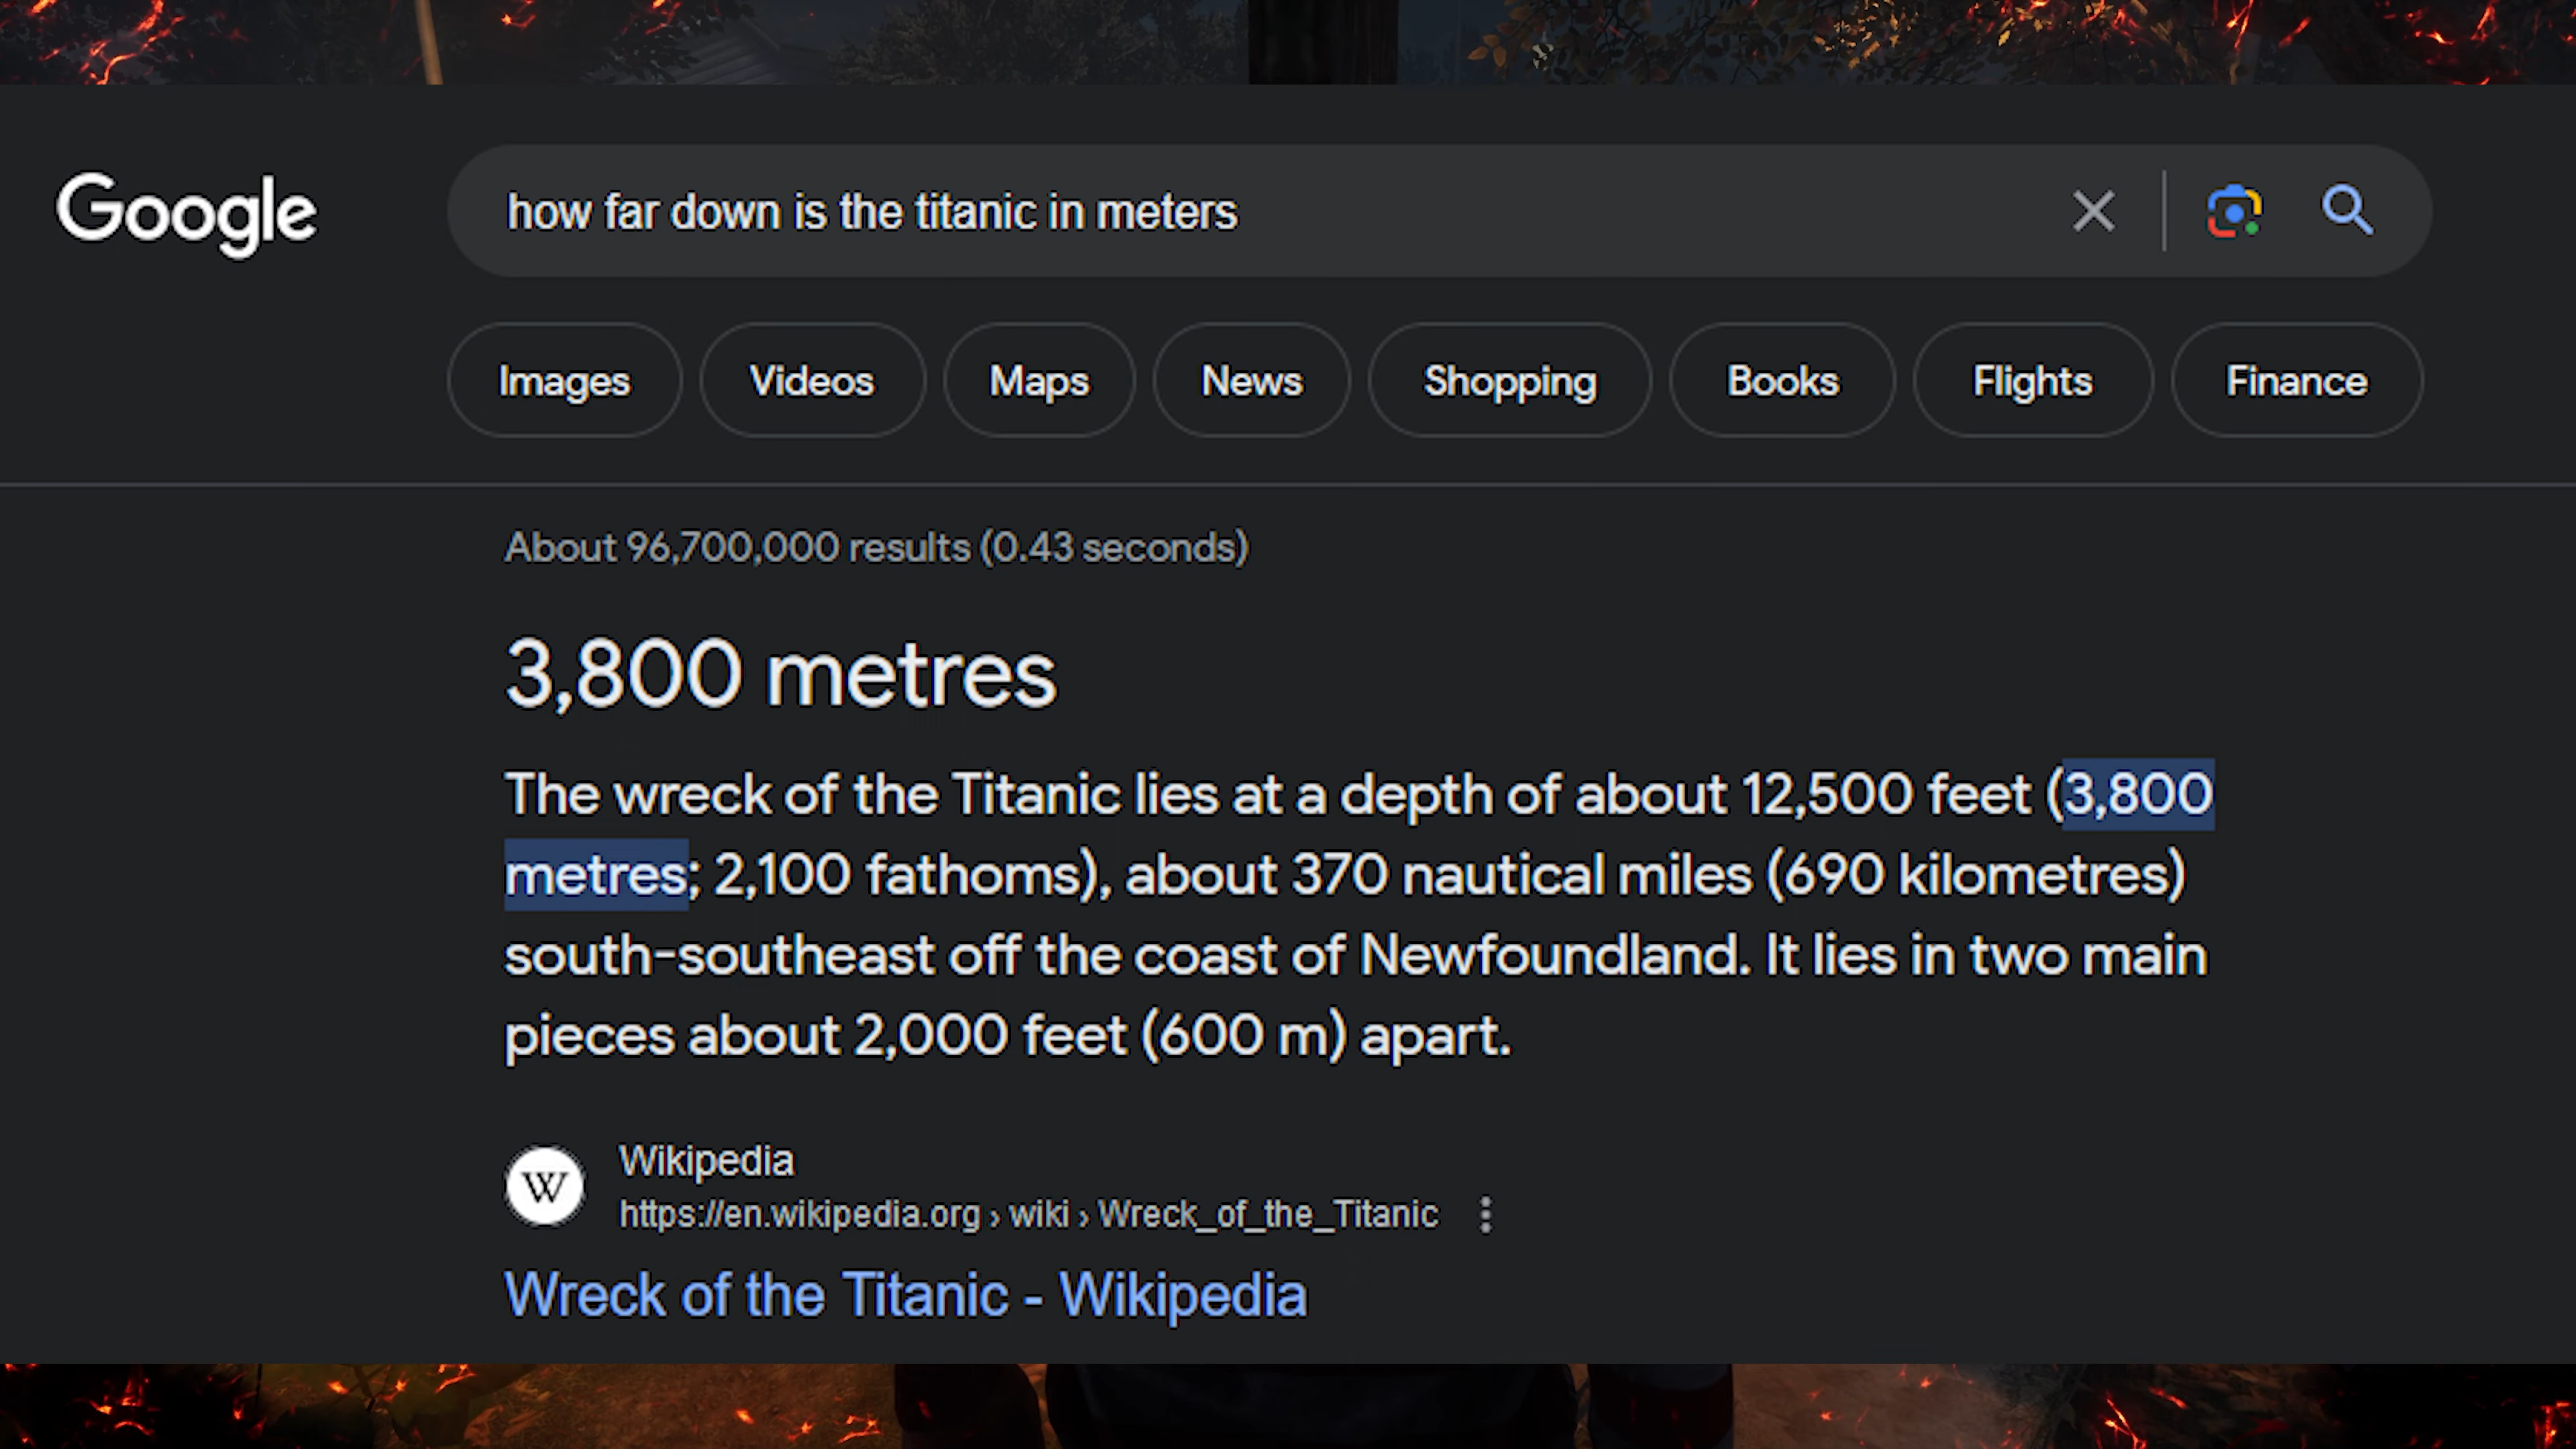 Google
how far down is the titanic in meters
Images Videos Maps News Shopping Books Flights Finance
About 96,700,000 results (0.43 seconds)
3,800 metres
The wreck of the Titanic lies at a depth of about 12,500 feet (3,800
metres; 2,100 fathoms), about 370 nautical miles (690 kilometres)
south-southeast off the coast of Newfoundland. It lies in two main
pieces about 2,000 feet (600 m) apart.
W
Wikipedia
https://en.wikipedia.org › wiki › Wreck_of_the_Titanic
Wreck of the Titanic - Wikipedia